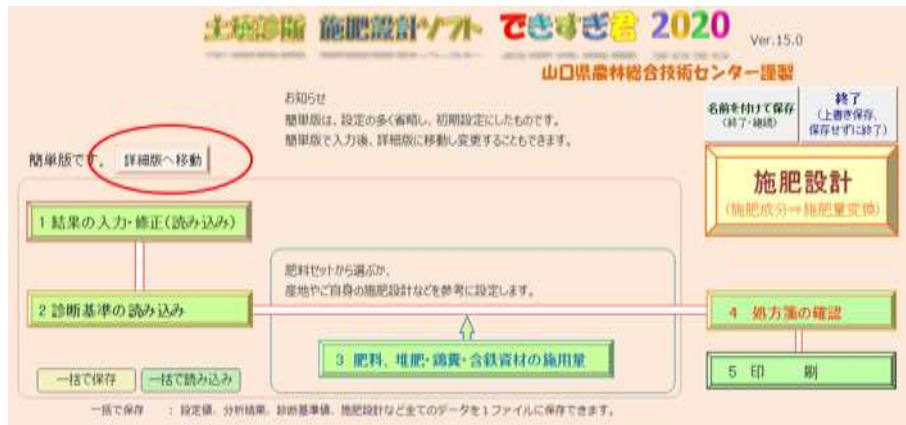 土壌診断 施肥設計ソフト できすぎ君 2020 Ver.15.0
山口県農林総合技術センター謹製
お知らせ
簡単版は、設定の多く省略し、初期設定にしたものです。
簡単版で入力後、詳細版に移動し変更することもできます。
名前を付けて保存
(終了・継続)
終了
(上書き保存、
保存せずに終了)
簡単版です。 詳細版へ移動
施肥設計
(施肥成分⇒施肥量変換)
1 結果の入力・修正(読み込み)
肥料セットから選ぶか、
産地やご自身の施肥設計などを参考に設定します。
2 診断基準の読み込み
4 処方箋の確認
3 肥料、堆肥・鶏糞・含鉄資材の施用量
5 印 刷
一括で保存 一括で読み込み
一括で保存 : 設定値、分析結果、診断基準値、施肥設計など全てのデータを1ファイルに保存できます。